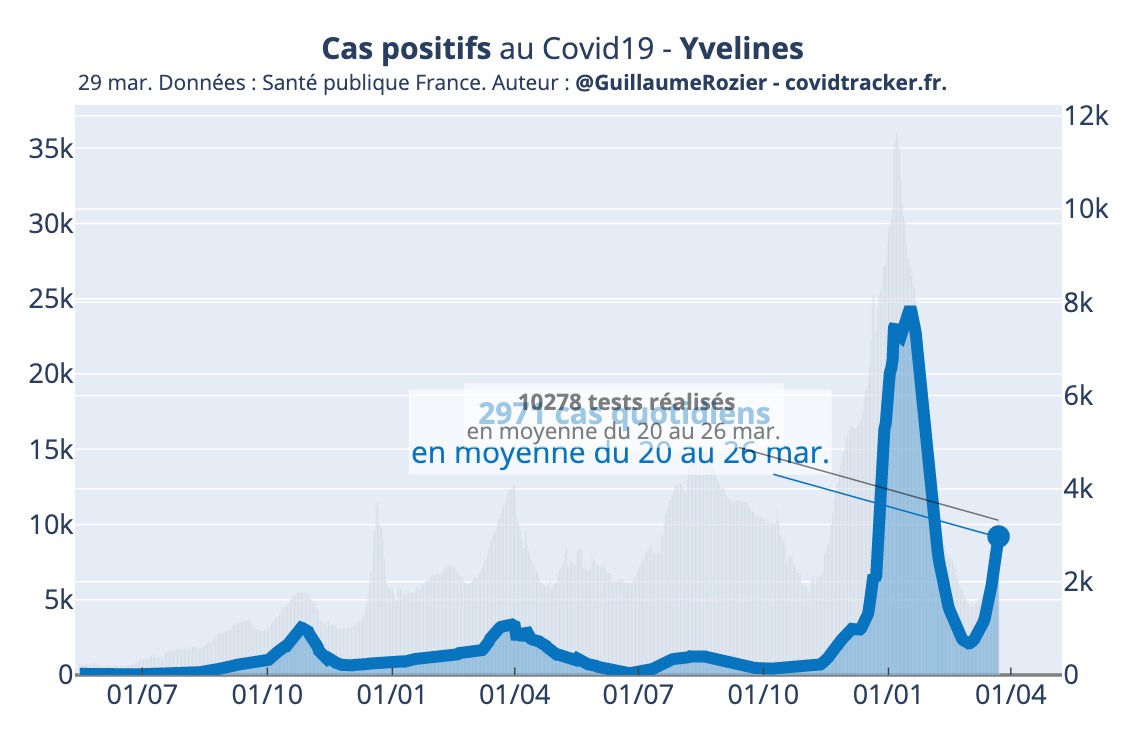 Cas positifs au Covid19 - Yvelines
29 mar. Données : Santé publique France. Auteur : @GuillaumeRozier - covidtracker.fr.
12k
35k
10k
30k
25k
8k
20k
6k
10278 tests réalisés
2971 cas quotidiens
en moyenne du 20 au 26 mar.
en moyenne du 20 au 26 mar.
15k
4k
10k
2k
5k
0
0
01/07
01/10
01/01
01/04
01/07
01/10
01/01
01/04